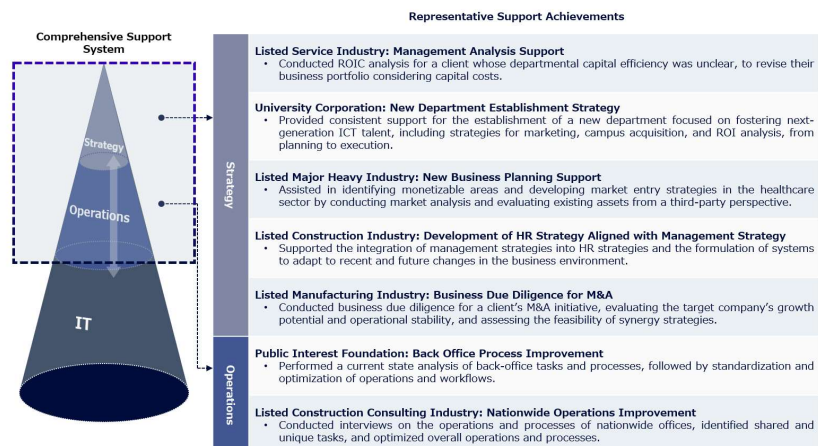 Representative Support Achievements
Comprehensive Support
System
Strategy
Operations
IT
Strategy
Operations
Listed Service Industry: Management Analysis Support
• Conducted ROIC analysis for a client whose departmental capital efficiency was unclear, to revise their
business portfolio considering capital costs.
University Corporation: New Department Establishment Strategy
• Provided consistent support for the establishment of a new department focused on fostering next-
generation ICT talent, including strategies for marketing, campus acquisition, and ROI analysis, from
planning to execution.
Listed Major Heavy Industry: New Business Planning Support
• Assisted in identifying monetizable areas and developing market entry strategies in the healthcare
sector by conducting market analysis and evaluating existing assets from a third-party perspective.
Listed Construction Industry: Development of HR Strategy Aligned with Management Strategy
• Supported the integration of management strategies into HR strategies and the formulation of systems
to adapt to recent and future changes in the business environment.
Listed Manufacturing Industry: Business Due Diligence for M&A
• Conducted business due diligence for a client's M&A initiative, evaluating the target company's growth
potential and operational stability, and assessing the feasibility of synergy strategies.
Public Interest Foundation: Back Office Process Improvement
• Performed a current state analysis of back-office tasks and processes, followed by standardization and
optimization of operations and workflows.
Listed Construction Consulting Industry: Nationwide Operations Improvement
• Conducted interviews on the operations and processes of nationwide offices, identified shared and
unique tasks, and optimized overall operations and processes.